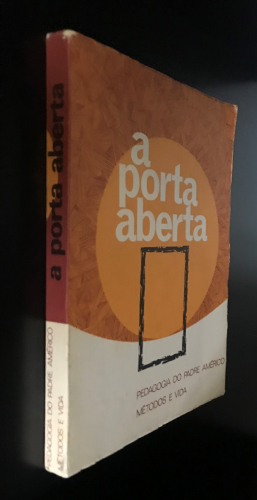 a
porta
aberta
PEDAGOGIA DO PADRE AMÉRICO
MÉTODOS E VIDA
a porta aberta
PEDAGOGIA DO PADRE AMÉRICO
MÉTODOS E VIDA